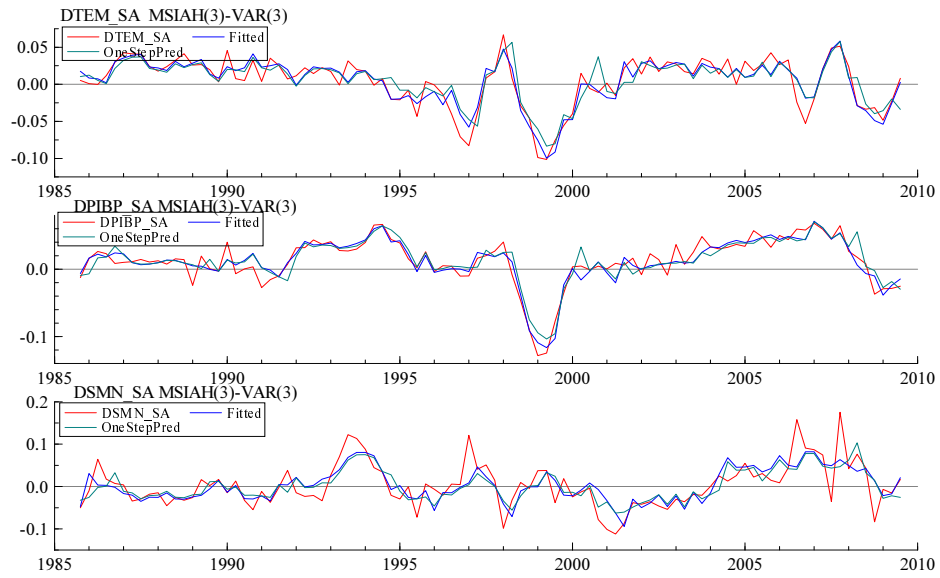 DTEM_SA MSIAH(3)-VAR(3)
DTEM_SA Fitted
OneStepPred
0.05
0.00
-0.05
-0.10
1985 1990 1995 2000 2005 2010
DPIBP_SA MSIAH(3)-VAR(3)
DPIBP_SA Fitted
OneStepPred
0.0
-0.1
1985 1990 1995 2000 2005 2010
DSMN_SA MSIAH(3)-VAR(3)
0.2
DSMN_SA Fitted
OneStepPred
0.1
0.0
-0.1
1985 1990 1995 2000 2005 2010